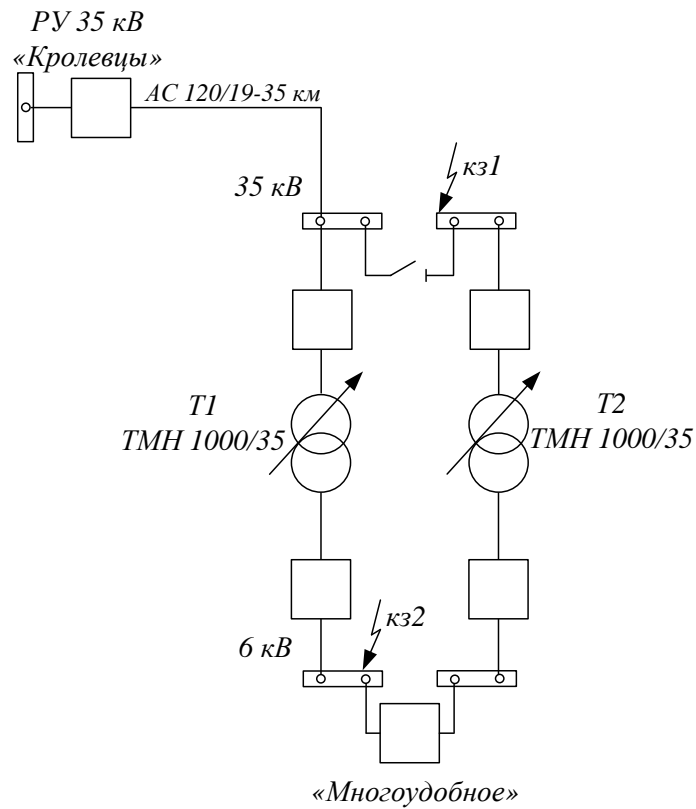 РУ 35 кВ
«Кролевцы»
АС 120/19-35 км
35 кВ
кз1
Т1
ТМН 1000/35
Т2
ТМН 1000/35
6 кВ
кз2
«Многоудобное»